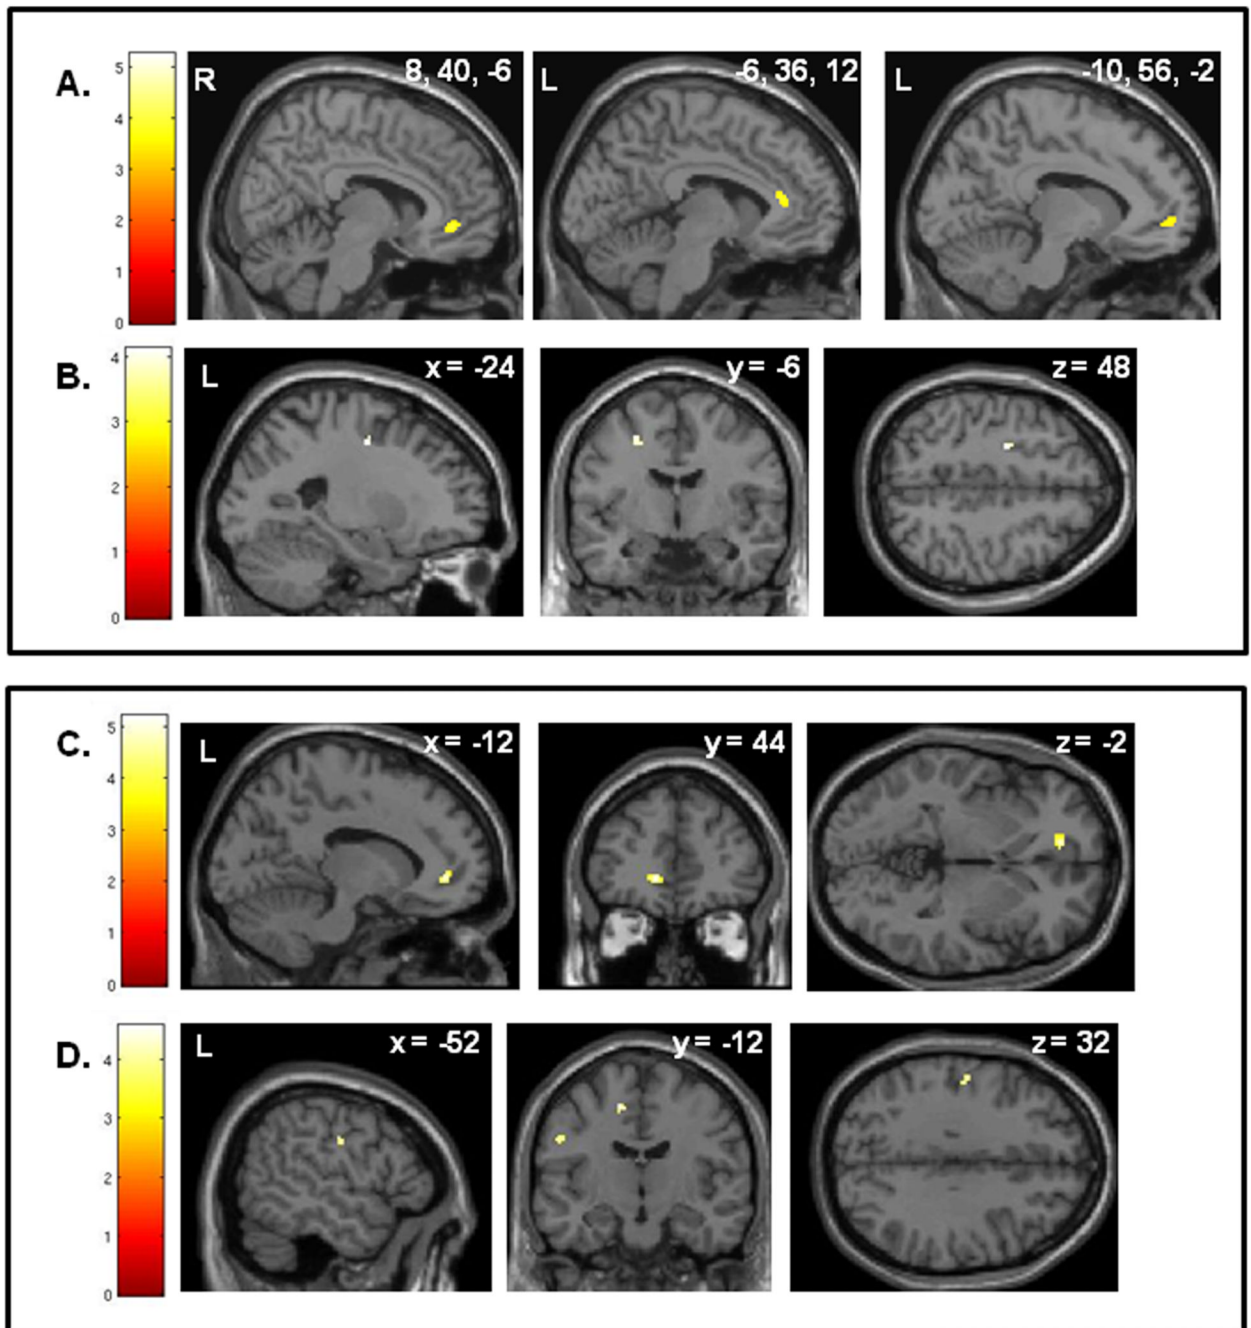 A.
5
4
3
2
1
0
R
8, 40, -6
L
-6, 36, 12
L
-10, 56, -2
B.
4
3
2
1
0
L
x = -24
y = -6
z = 48
C.
5
4
3
2
1
0
L
x = -12
y = 44
z = -2
D.
4
3
2
1
0
L
x = -52
y = -12
z = 32